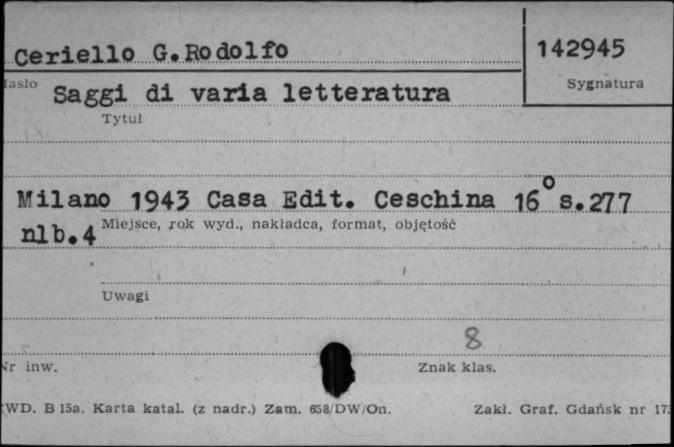 Ceriello G.Rodolfo
142945
Sygnatura
Saggi di varia letteratura
Tytuł
Milano 1943 Casa Edit. Ceschina 16° s.277
nlb.4 Miejsce, rok wyd., nakładca, format, objętość
Uwagi
8
Nr inw. Znak klas.
WD. B 15a. Karta katal. (z nadr.) Zam. 658/DW/On. Zakł. Graf. Gdańsk nr